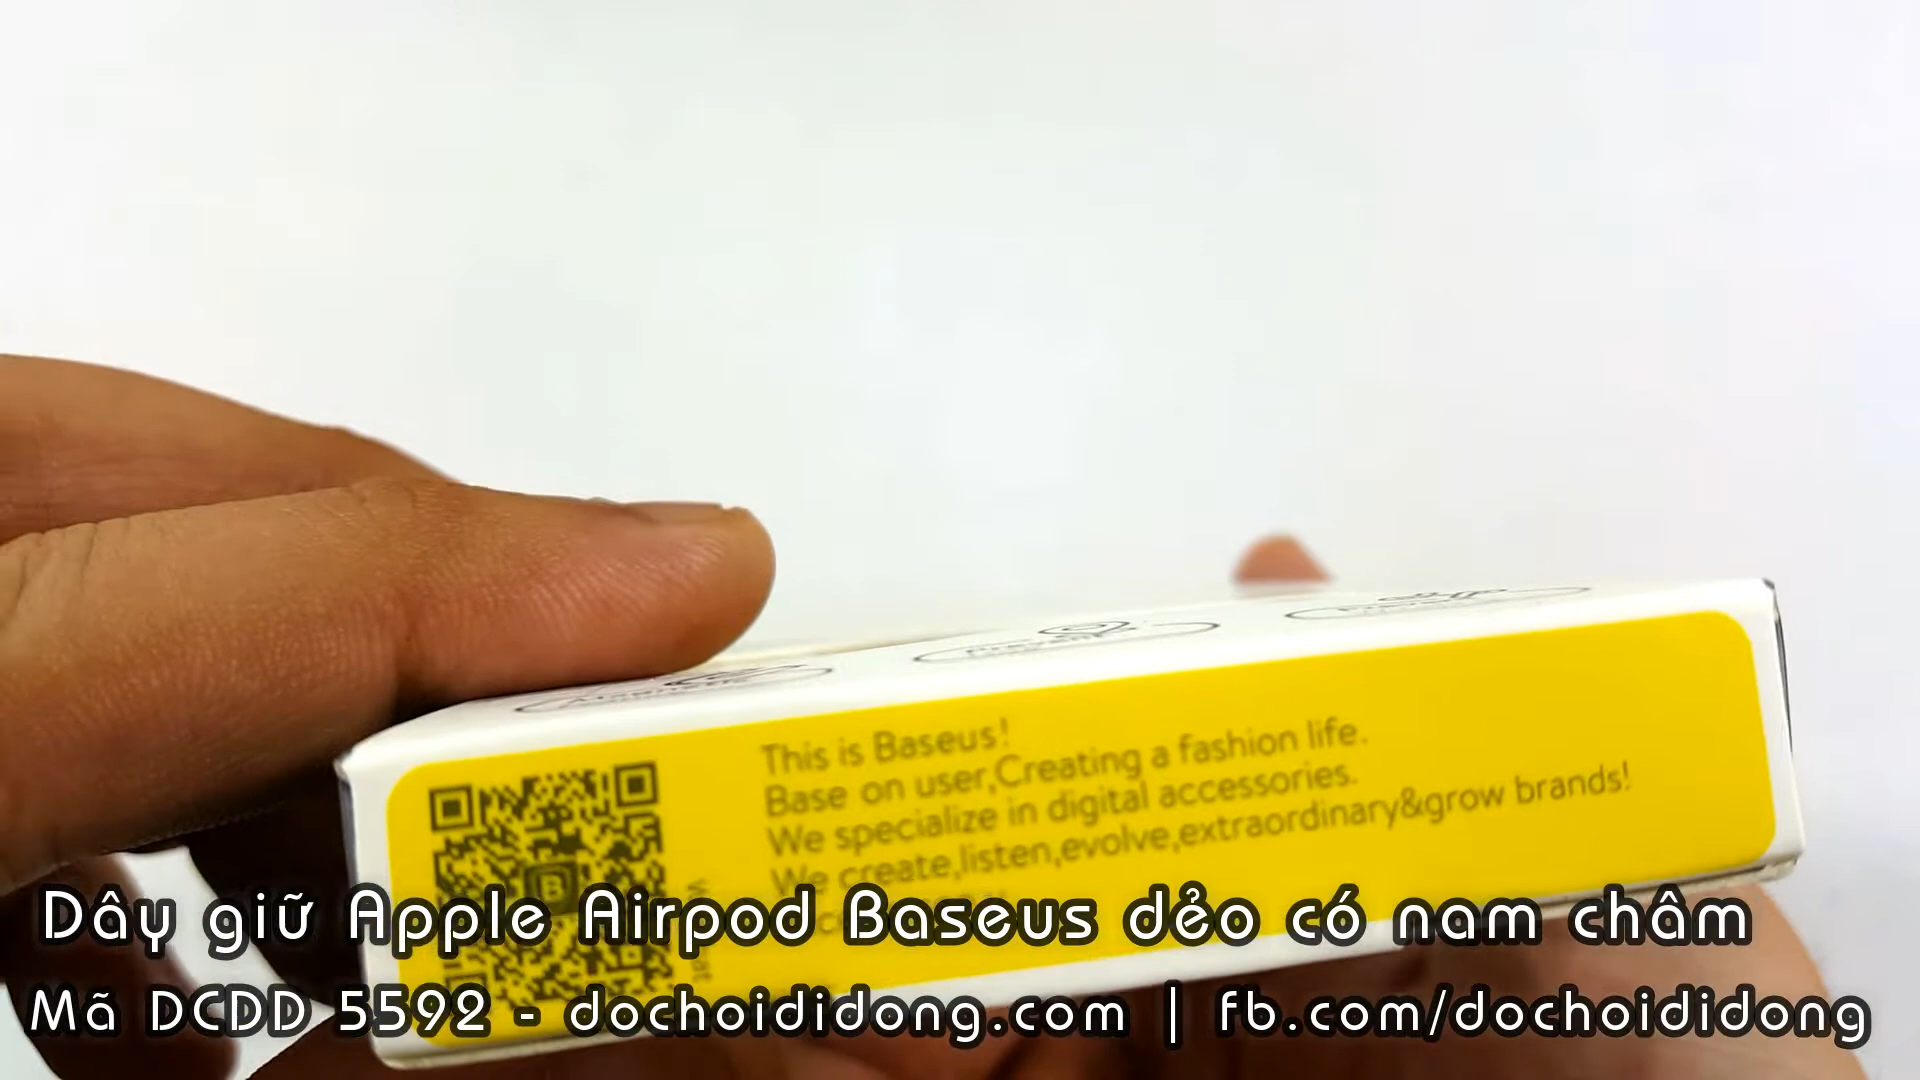 This is Baseus!
Base on user,Creating a fashion life.
We specialize in digital accessories.
We create,listen,evolve,extraordinary&grow brands!
Dây giữ Apple Airpod Baseus dẻo có nam châm
Mã DCDD 5592 - dochoididong.com | fb.com/dochoididong